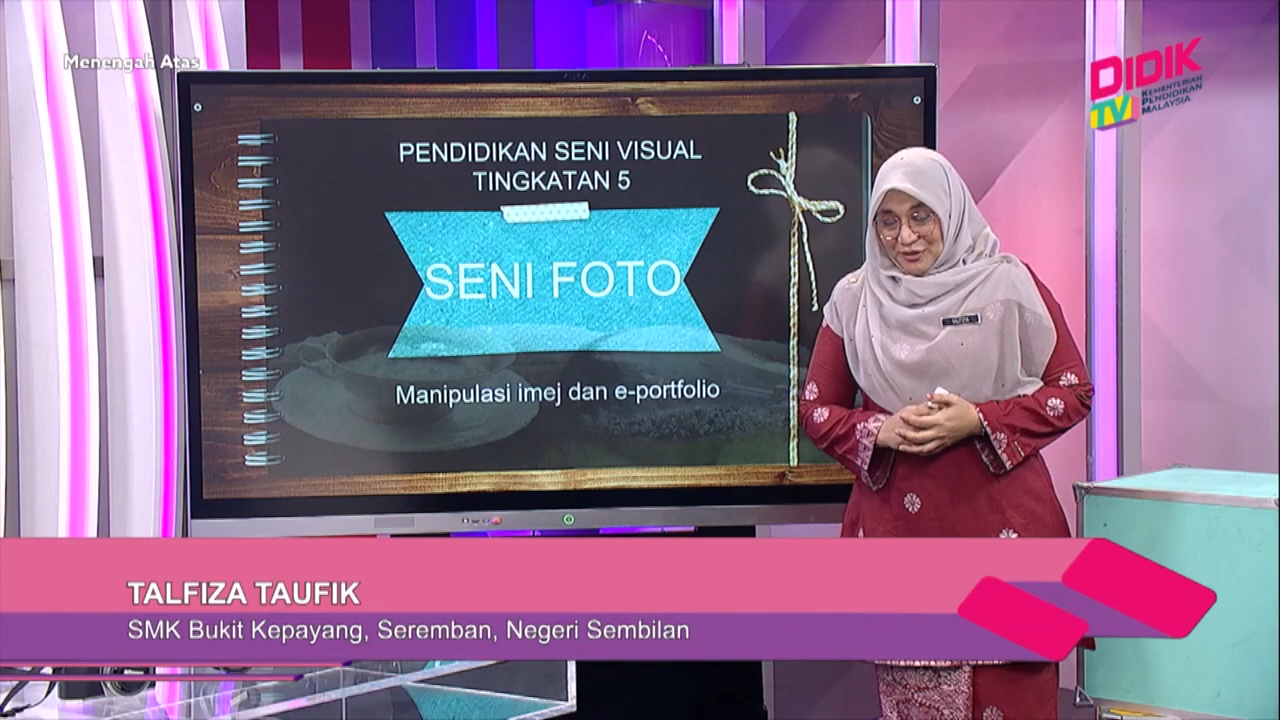 Menengah Atas
DIDIK
TV
KEMENTERIAN
PENDIDIKAN
MALAYSIA
PENDIDIKAN SENI VISUAL
TINGKATAN 5
SENI FOTO
Manipulasi imej dan e-portfolio
TALFIZA TAUFIK
SMK Bukit Kepayang, Seremban, Negeri Sembilan